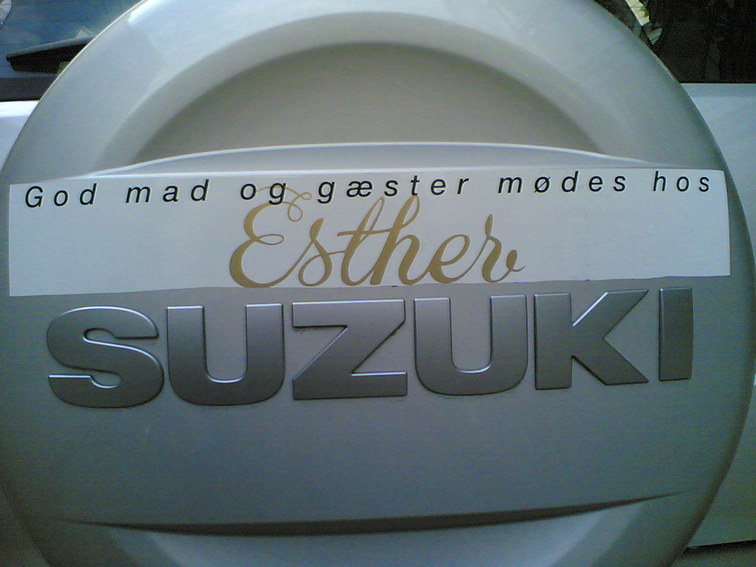 God mad og gæster mødes hos
Esther
SUZUKI